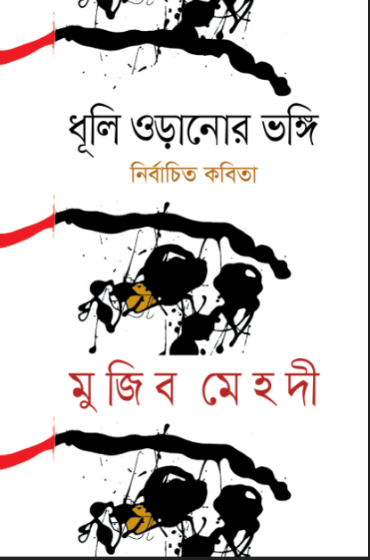 ধূলি ওড়ানোর ভঙ্গি
নির্বাচিত কবিতা
মুজিব মেহদী